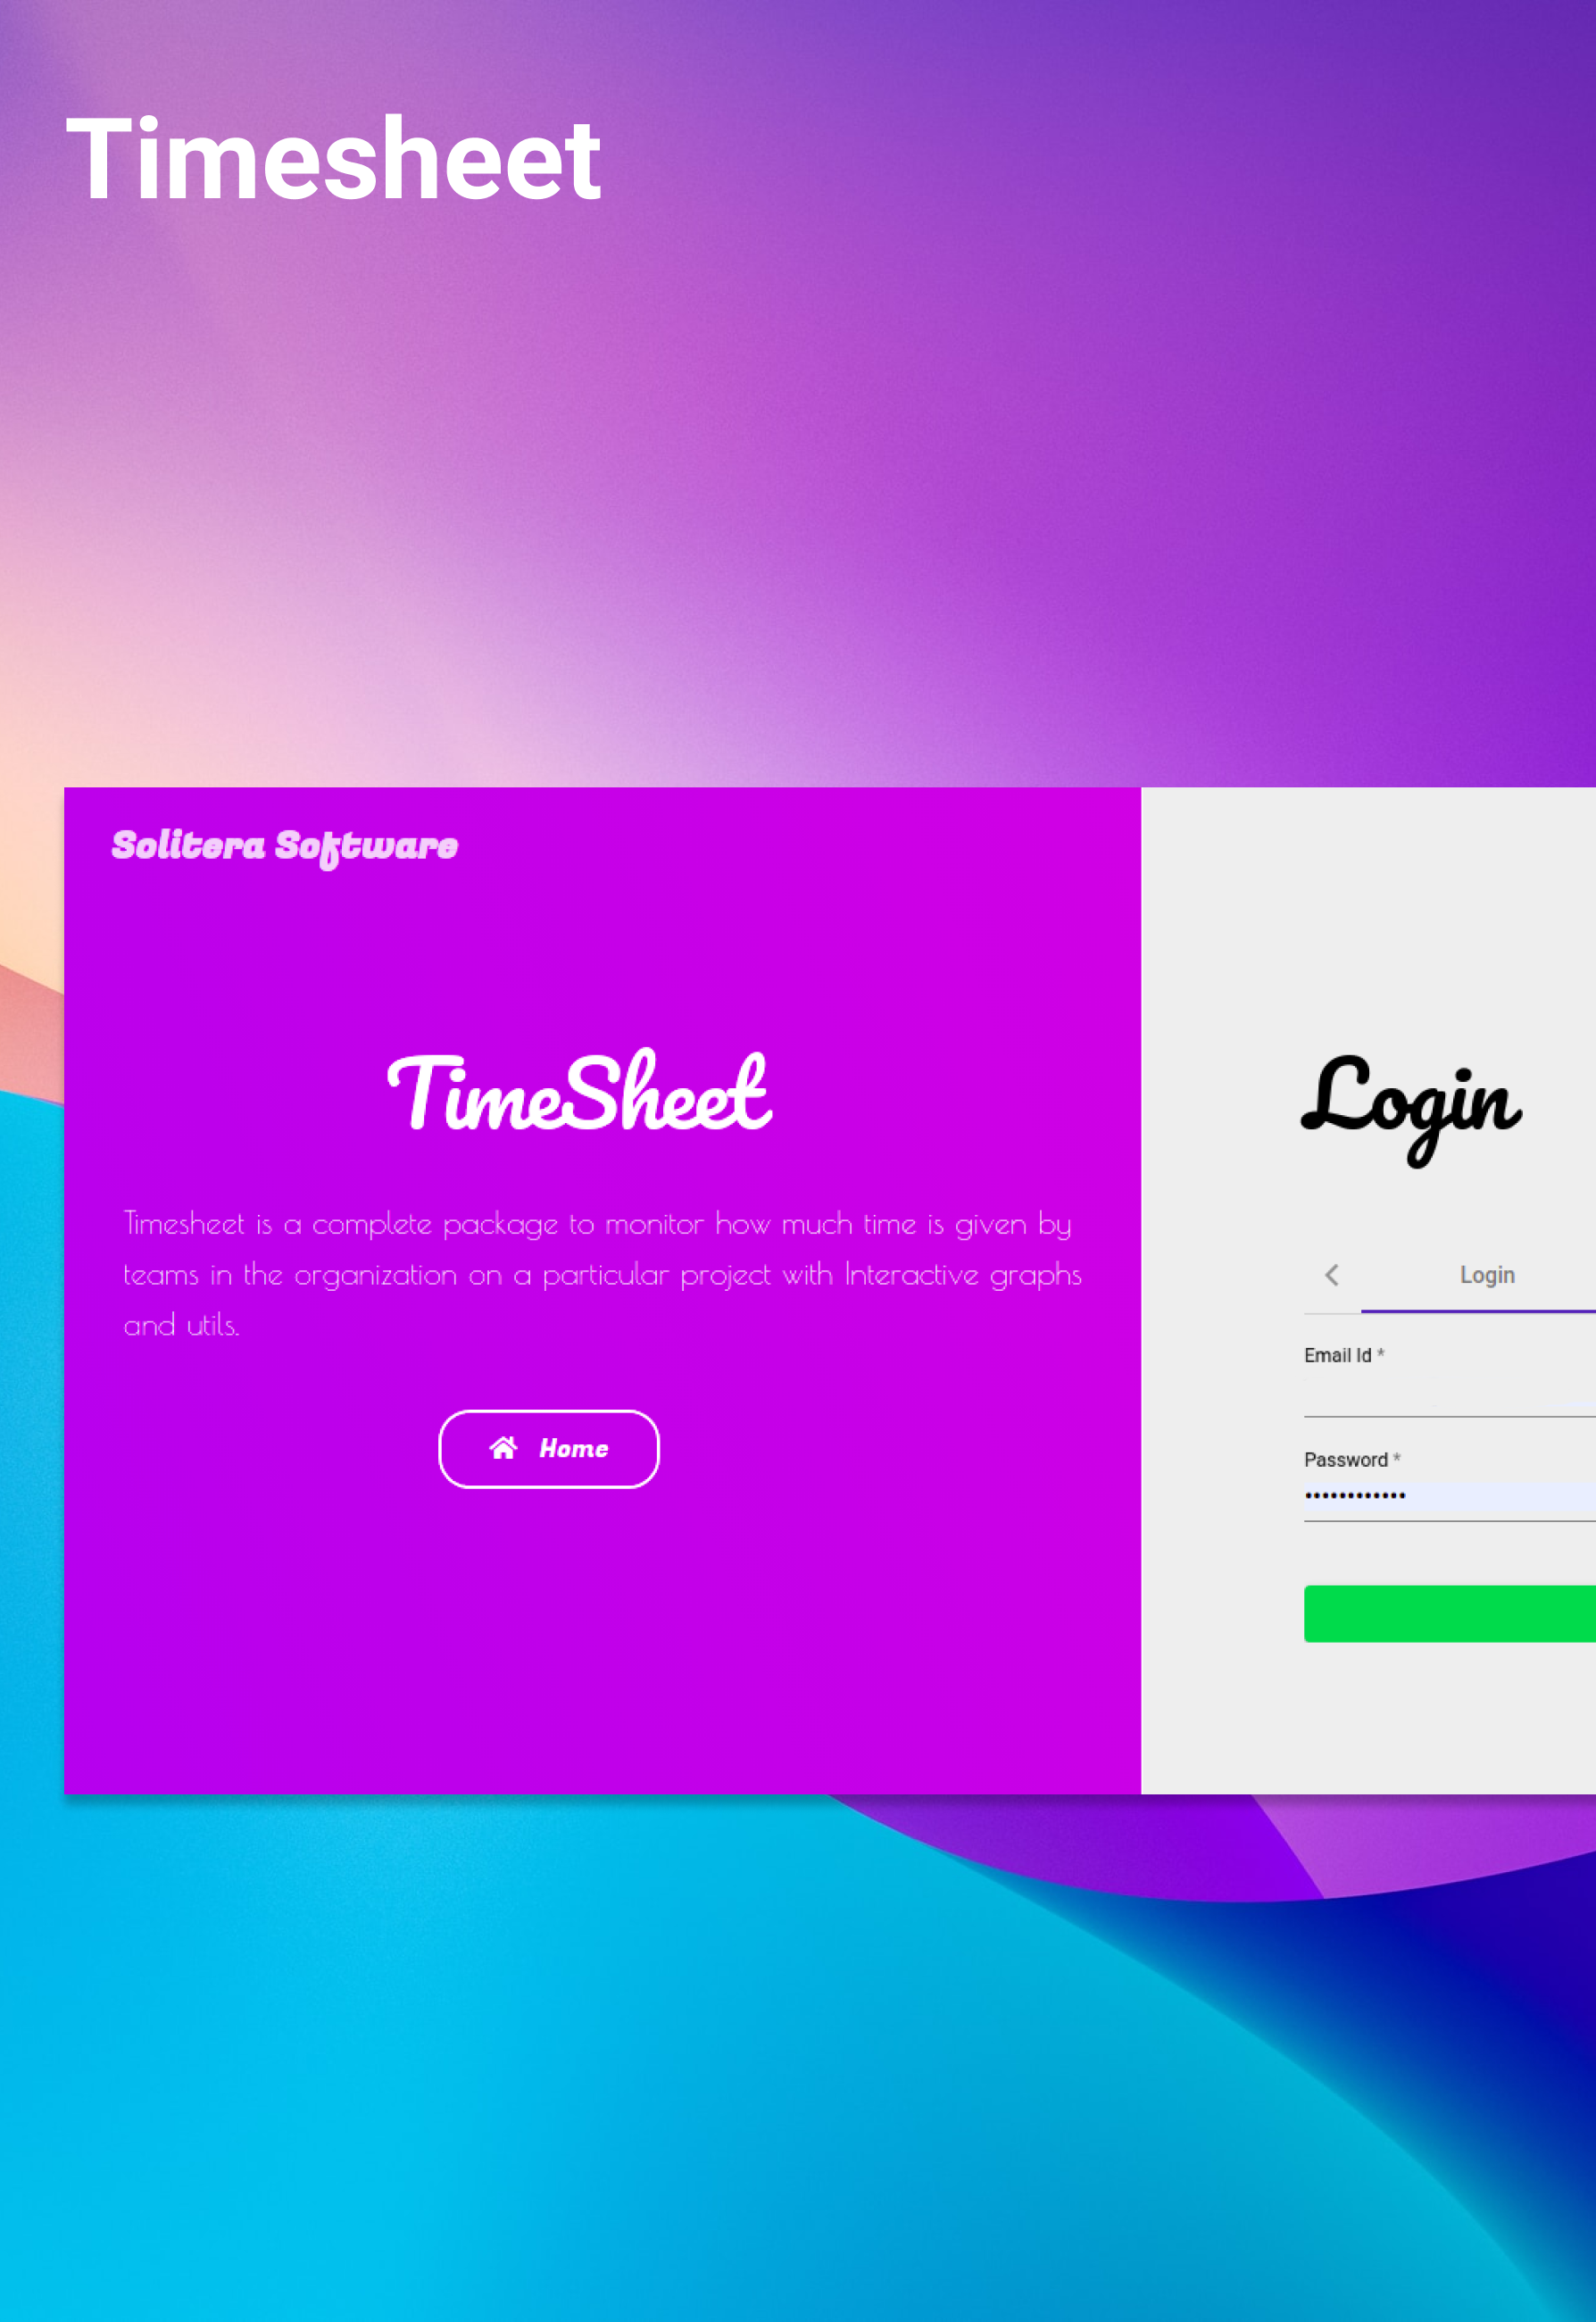 Timesheet
Solitera Software
TimeSheet
Timesheet is a complete package to monitor how much time is given by
teams in the organization on a particular project with Interactive graphs
and utils.
Home
Login
Login
Email Id *
Password *
••••••••••••